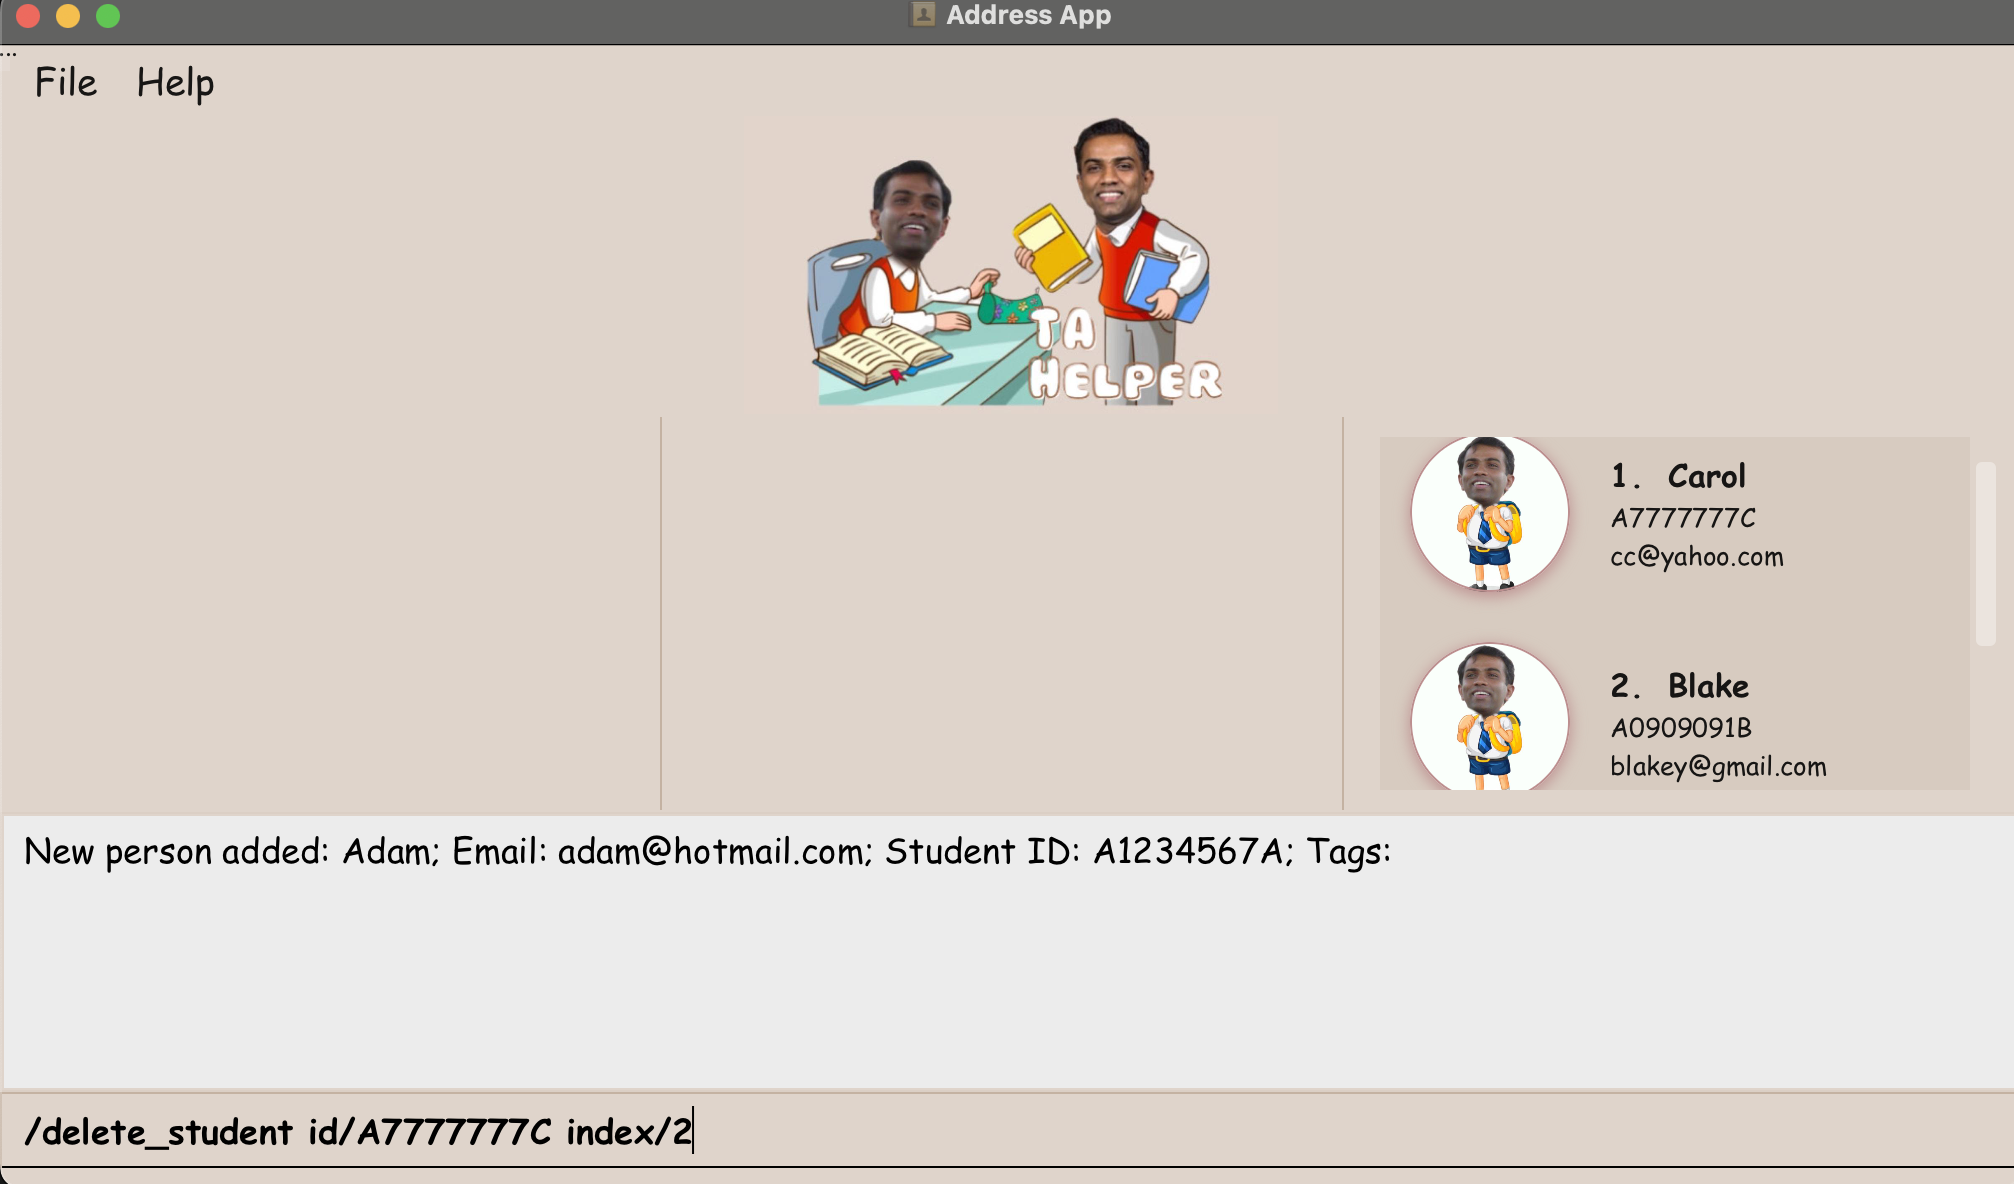 Address App
File Help
TA
HELPER
1. Carol
A7777777C
cc@yahoo.com
2. Blake
A0909091B
blakey@gmail.com
New person added: Adam; Email: adam@hotmail.com; Student ID: A1234567A; Tags:
/delete_student id/A7777777C index/2